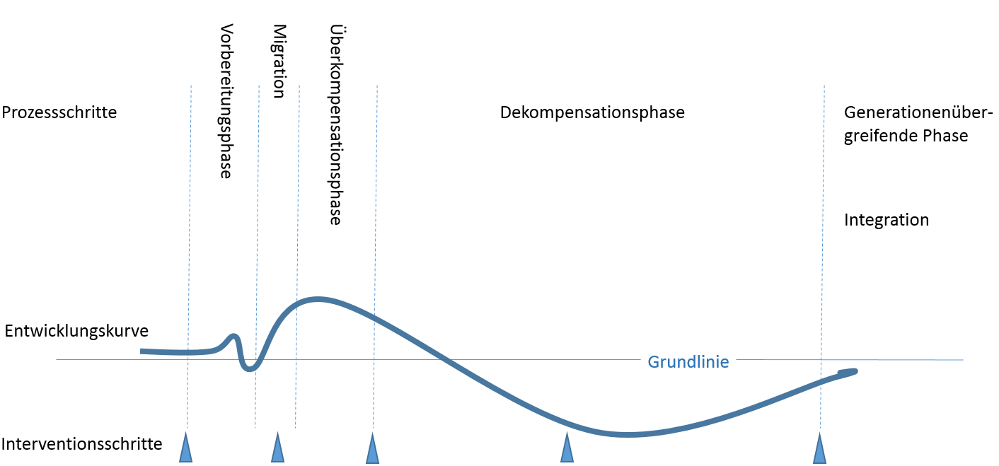 Vorbereitungsphase
Migration
Überkompensationsphase
Prozessschritte
Dekompensationsphase
Generationenüber-
greifende Phase
Integration
Entwicklungskurve
Grundlinie
Interventionsschritte